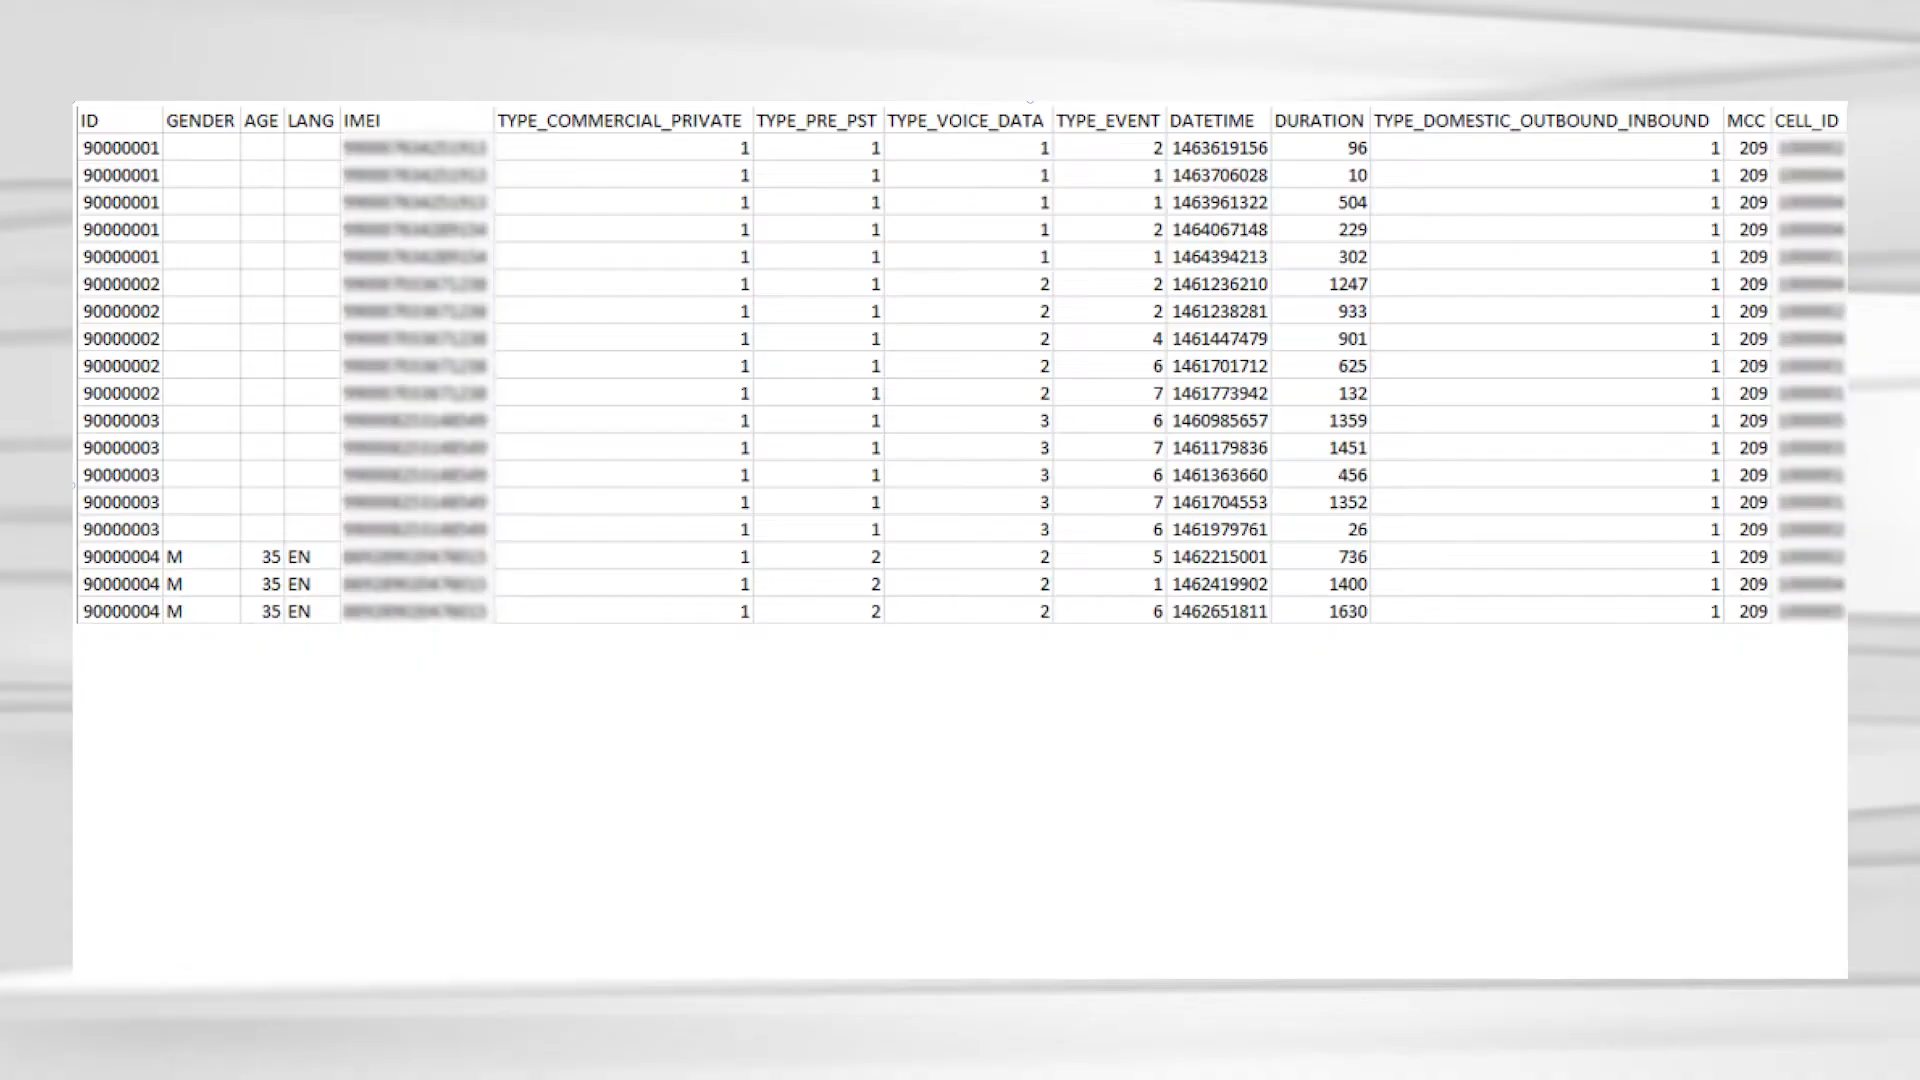 ID GENDER AGE LANG IMEI TYPE_COMMERCIAL_PRIVATE TYPE_PRE_PST TYPE_VOICE_DATA TYPE_EVENT DATETIME DURATION TYPE_DOMESTIC_OUTBOUND_INBOUND MCC CELL_ID
90000001 1 1 1 2 1463619156 96 1 209
90000001 1 1 1 1 1463706028 10 1 209
90000001 1 1 1 1 1463961322 504 1 209
90000001 1 1 1 2 1464067148 229 1 209
90000001 1 1 1 1 1464394213 302 1 209
90000002 1 1 2 2 1461236210 1247 1 209
90000002 1 1 2 2 1461238281 933 1 209
90000002 1 1 2 4 1461447479 901 1 209
90000002 1 1 2 6 1461701712 625 1 209
90000002 1 1 2 7 1461773942 132 1 209
90000003 1 1 3 6 1460985657 1359 1 209
90000003 1 1 3 7 1461179836 1451 1 209
90000003 1 1 3 6 1461363660 456 1 209
90000003 1 1 3 7 1461704553 1352 1 209
90000003 1 1 3 6 1461979761 26 1 209
90000004 M 35 EN 1 2 2 5 1462215001 736 1 209
90000004 M 35 EN 1 2 2 1 1462419902 1400 1 209
90000004 M 35 EN 1 2 2 6 1462651811 1630 1 209